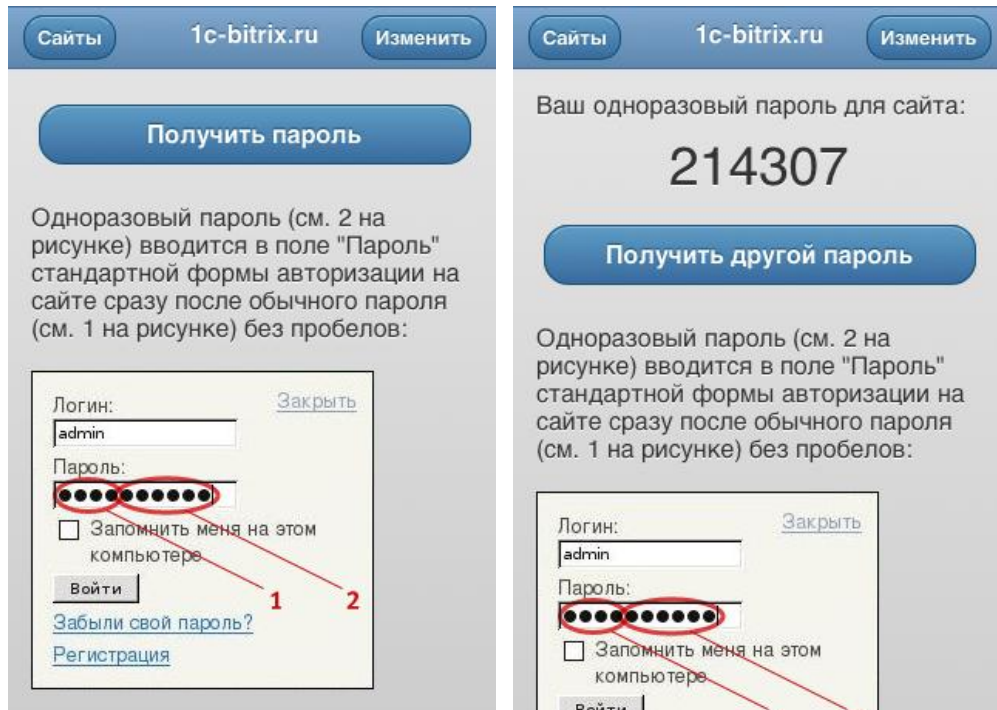 Сайты
1c-bitrix.ru
Изменить
Получить пароль
Одноразовый пароль (см. 2 на
рисунке) вводится в поле "Пароль"
стандартной формы авторизации на
сайте сразу после обычного пароля
(см. 1 на рисунке) без пробелов:
Логин:
Закрыть
admin
Пароль:
Запомнить меня на этом
компьютере
Войти
1
2
Забыли свой пароль?
Регистрация
Сайты
1c-bitrix.ru
Изменить
Ваш одноразовый пароль для сайта:
214307
Получить другой пароль
Одноразовый пароль (см. 2 на
рисунке) вводится в поле "Пароль"
стандартной формы авторизации на
сайте сразу после обычного пароля
(см. 1 на рисунке) без пробелов:
Логин:
Закрыть
admin
Пароль:
Запомнить меня на этом
компьютере
Войти